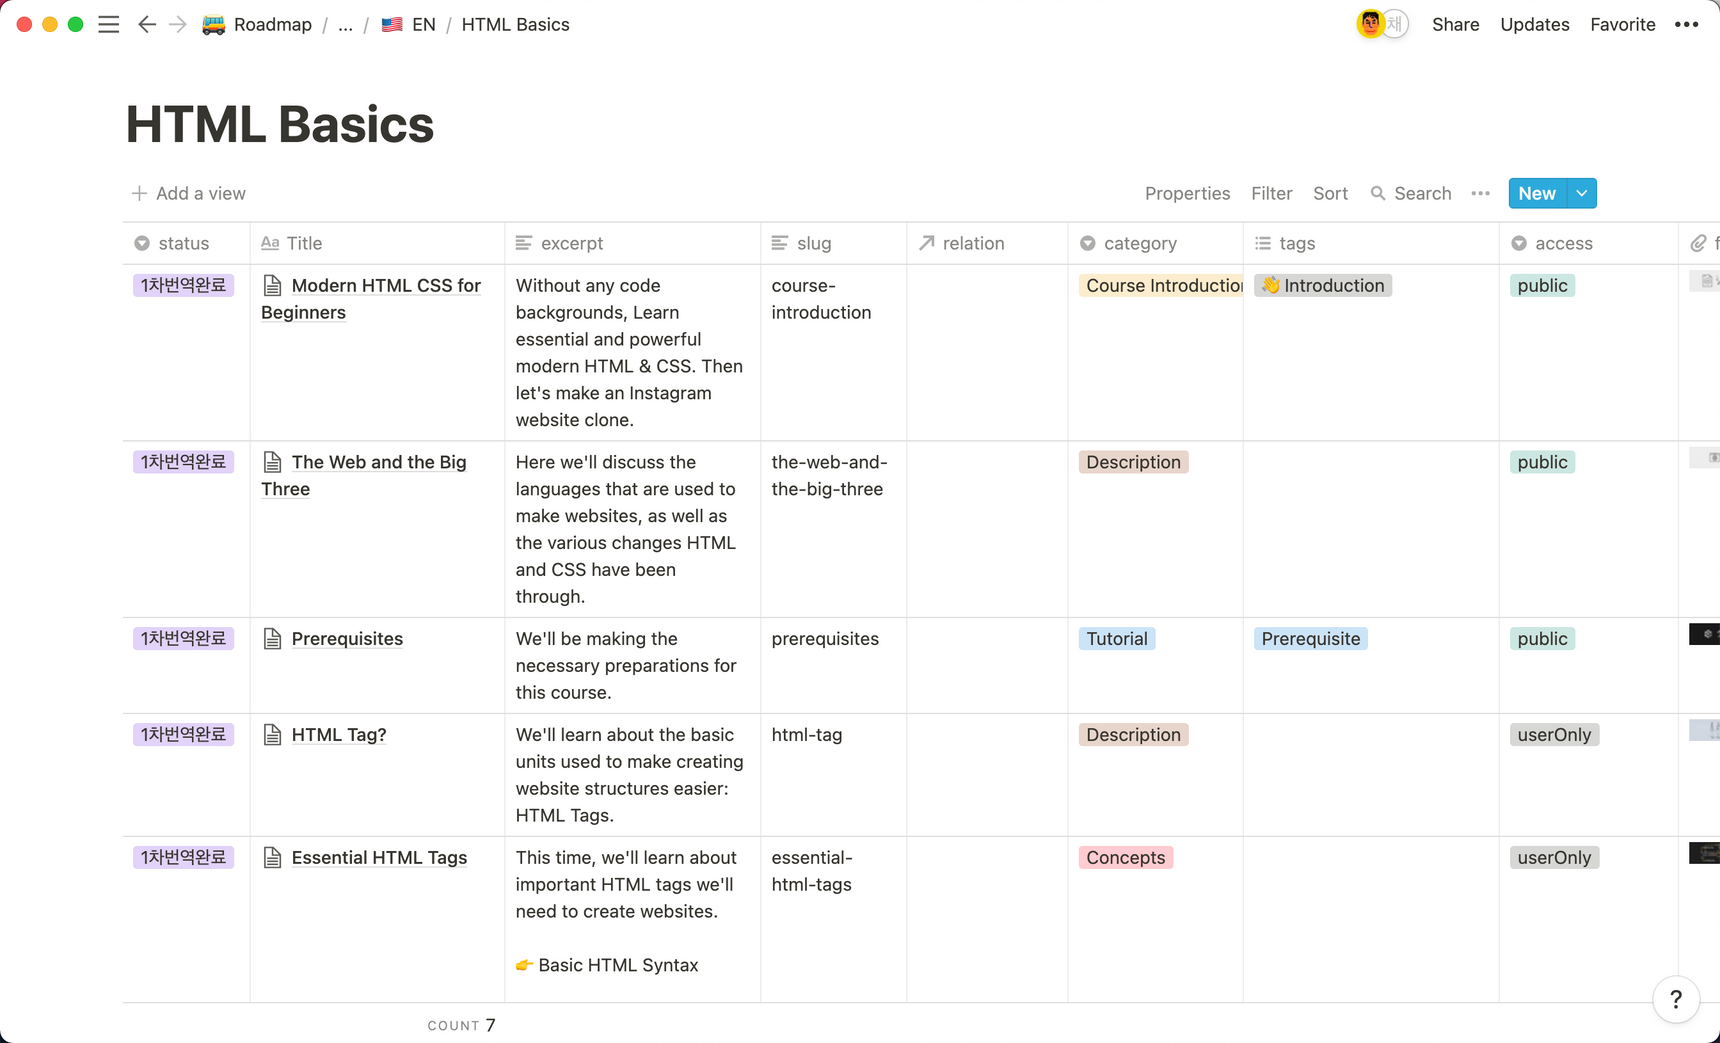 Roadmap / ... / EN / HTML Basics
채 Share Updates Favorite •••
HTML Basics
+ Add a view
Properties Filter Sort Search ••• New
status Aa Title excerpt slug relation category tags access f
1차번역완료
Modern HTML CSS for
Beginners
Without any code
backgrounds, Learn
essential and powerful
modern HTML & CSS. Then
let's make an Instagram
website clone.
course-
introduction
Course Introduction
👋 Introduction
public
1차번역완료
The Web and the Big
Three
Here we'll discuss the
languages that are used to
make websites, as well as
the various changes HTML
and CSS have been
through.
the-web-and-
the-big-three
Description
public
1차번역완료
Prerequisites
We'll be making the
necessary preparations for
this course.
prerequisites
Tutorial
Prerequisite
public
1차번역완료
HTML Tag?
We'll learn about the basic
units used to make creating
website structures easier:
HTML Tags.
html-tag
Description
userOnly
1차번역완료
Essential HTML Tags
This time, we'll learn about
important HTML tags we'll
need to create websites.
👉 Basic HTML Syntax
essential-
html-tags
Concepts
userOnly
COUNT 7
?